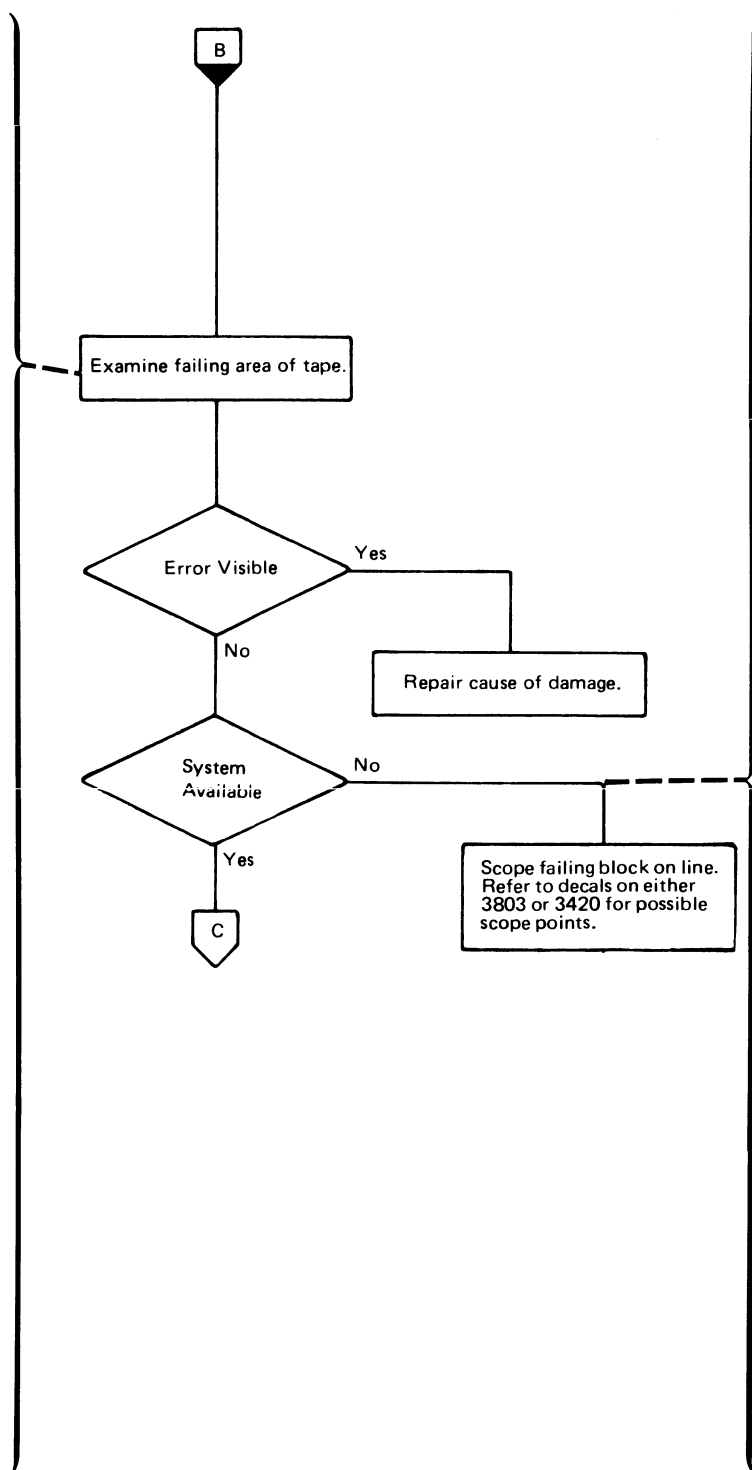 B
Examine failing area of tape.
Error Visible
Yes
No
Repair cause of damage.
System
Available
No
Yes
Scope failing block on line.
Refer to decals on either
3803 or 3420 for possible
scope points.
C